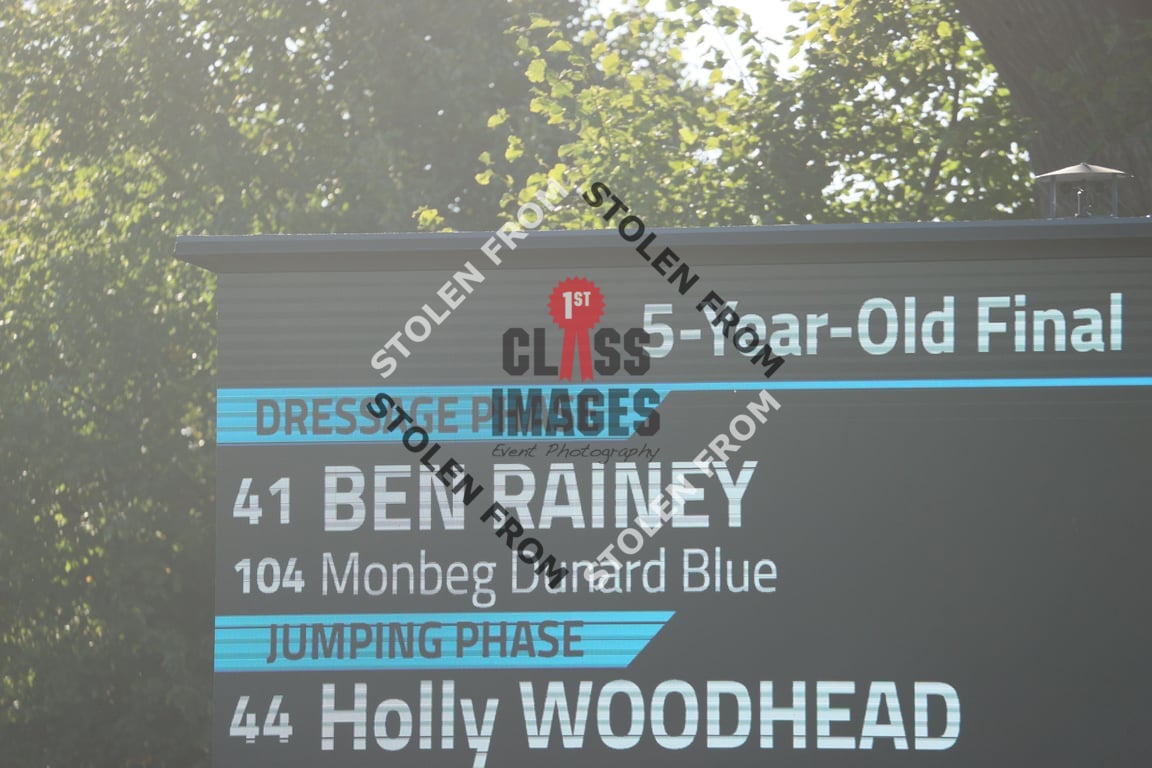 5-Year-Old Final
STOLEN FROM
STOLEN FROM
1ST
CLASS
IMAGES
Event Photography
STOLEN FROM
STOLEN FROM
DRESSAGE PHASE
41 BEN RAINEY
104 Monbeg Dunard Blue
JUMPING PHASE
44 Holly WOODHEAD